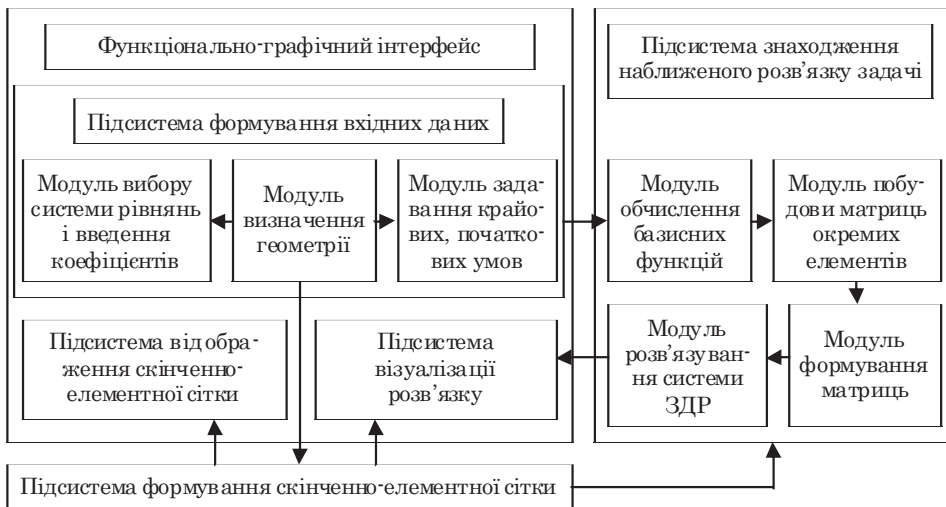 Функціонально-графічний інтерфейс
Підсистема формування вхідних даних
Модуль вибору
системи рівнянь
і введення
коефіцієнтів
Модуль
визначення
геометрії
Модуль зада-
вання крайо-
вих, початко-
вих умов
Підсистема відобра-
ження скінченно-
елементної сітки
Підсистема
візуалізації
розв’язку
Підсистема знаходження
наближеного розв’язку задачі
Модуль
обчислення
базисних
функцій
Модуль побу-
дови матриць
окремих
елементів
Модуль
розв’язуван-
ня системи
ЗДР
Модуль
формування
матриць
Підсистема формування скінченно-елементної сітки